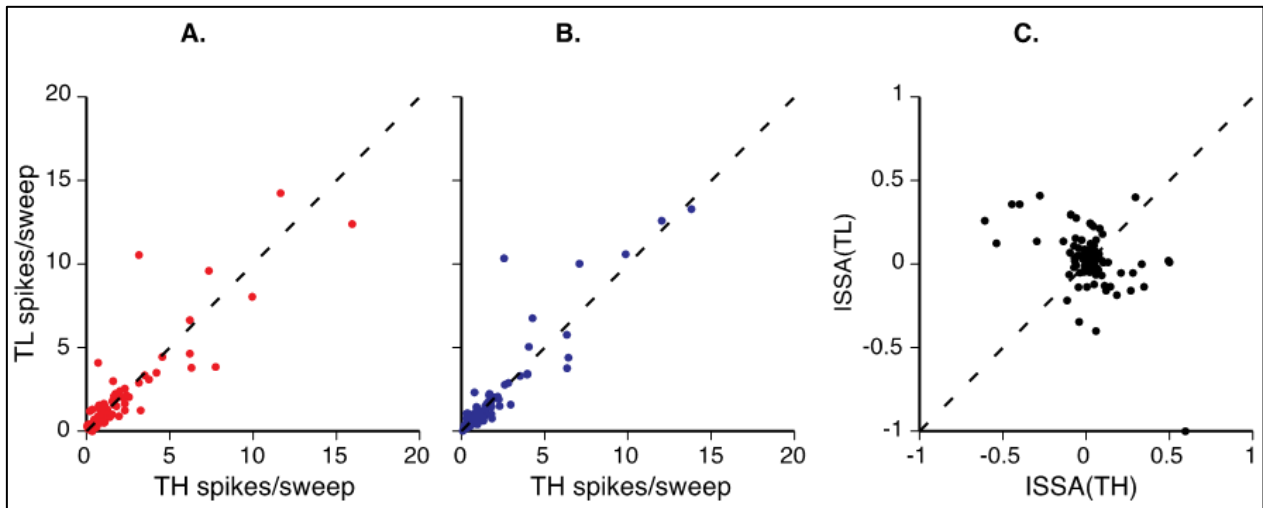 A.
B.
C.
20
15
10
5
0
TL spikes/sweep
0 5 10 15 20
TH spikes/sweep
0 5 10 15 20
TH spikes/sweep
1
0.5
0
-0.5
-1
ISSA(TL)
-1 -0.5 0 0.5 1
ISSA(TH)